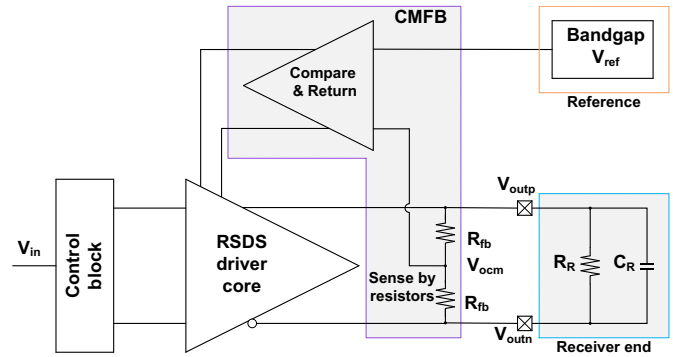 CMFB
Bandgap
Vref
Compare
& Return
Reference
Voutp
Vin
Control
block
RSDS
driver
core
Rfb
Vocm
Sense by
resistors
Rfb
RR
CR
Voutn
Receiver end